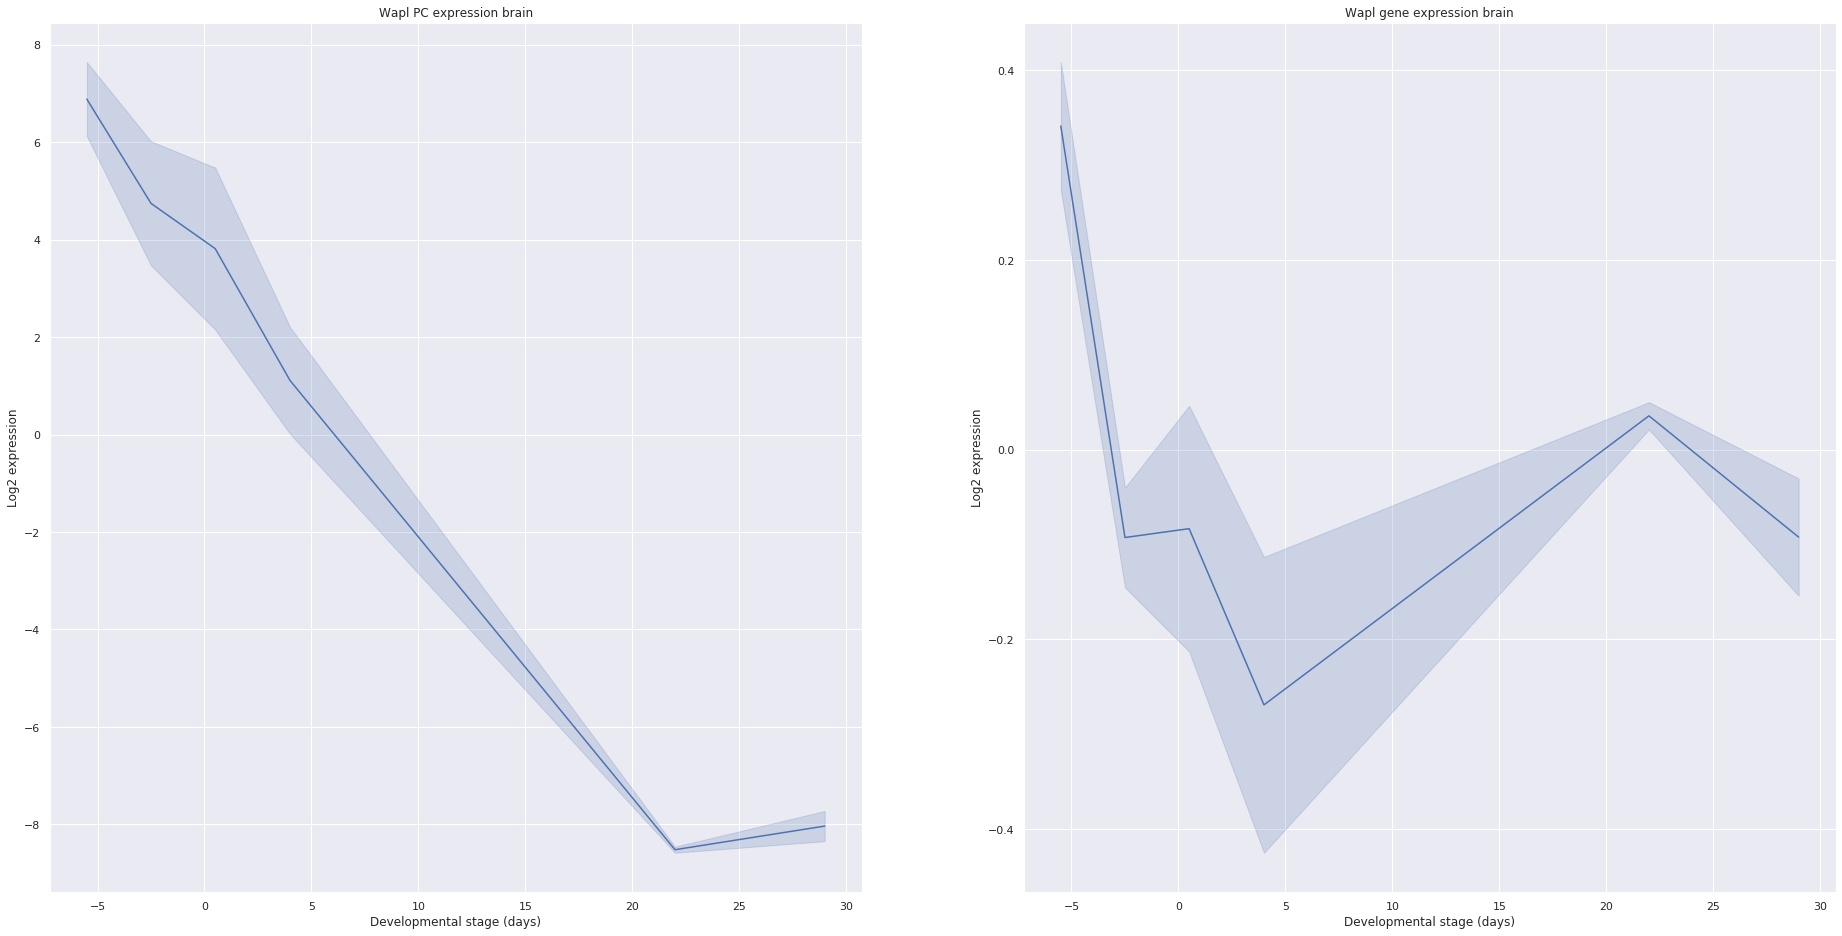 Wapl PC expression brain
8
6
4
2
0
−2
−4
−6
−8
Log2 expression
−5 0 5 10 15 20 25 30
Developmental stage (days)
Wapl gene expression brain
0.4
0.2
0.0
−0.2
−0.4
Log2 expression
−5 0 5 10 15 20 25 30
Developmental stage (days)